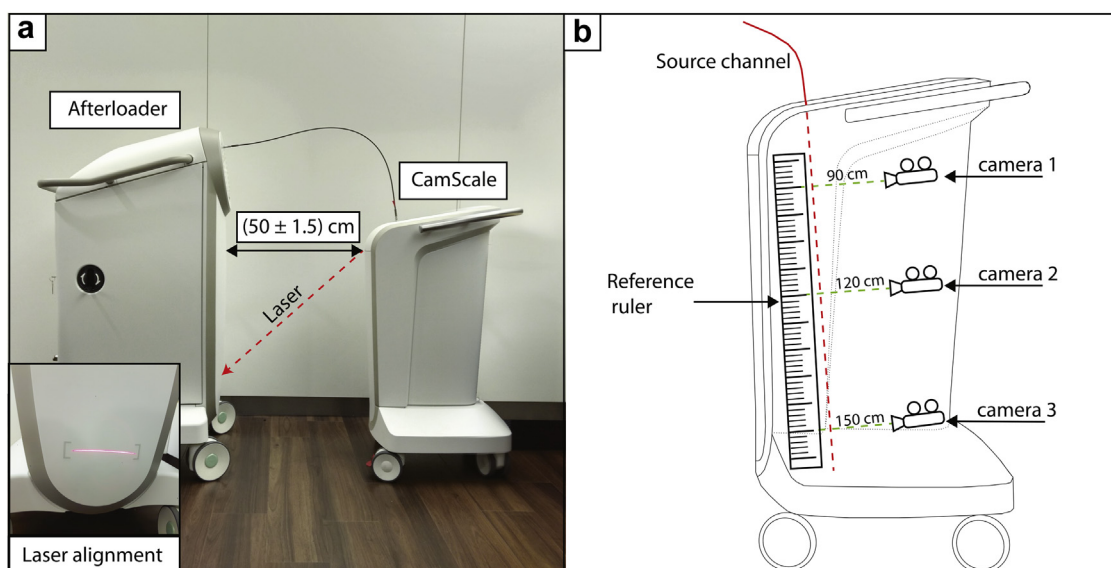 a
Afterloader
CamScale
(50 ± 1.5) cm
Laser
Laser alignment
b
Source channel
90 cm
camera 1
120 cm
camera 2
Reference
ruler
150 cm
camera 3